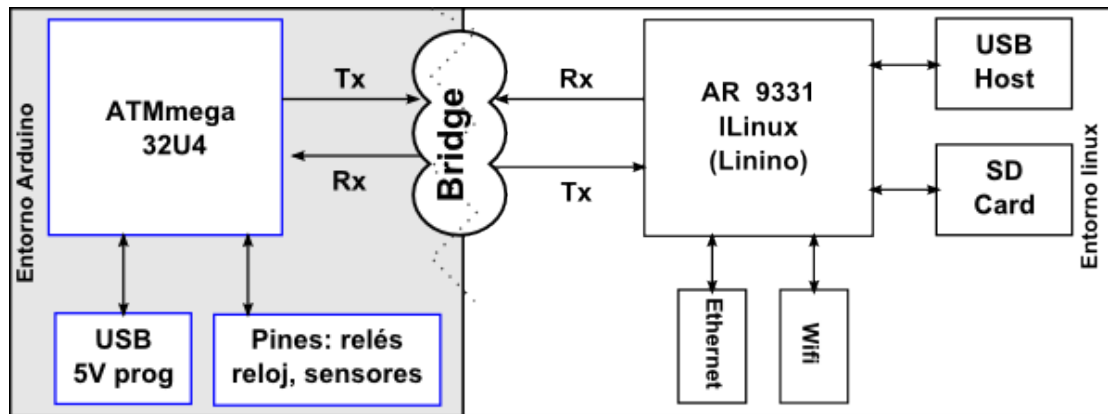 Entorno Arduino
ATMmega
32U4
Tx
Rx
Bridge
Rx
Tx
AR 9331
lLinux
(Linino)
USB
Host
SD
Card
Entorno linux
USB
5V prog
Pines: relés
reloj, sensores
Ethernet
Wifi